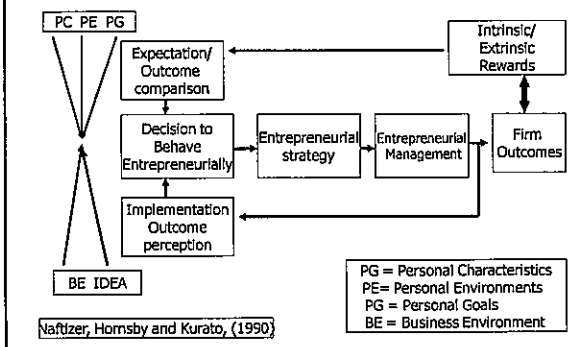 PC PE PG
Intrinsic/
Extrinsic
Rewards
Expectation/
Outcome
comparison
Decision to
Behave
Entrepreneurially
Entrepreneurial
strategy
Entrepreneurial
Management
Firm
Outcomes
Implementation
Outcome
perception
BE IDEA
PG = Personal Characteristics
PE= Personal Environments
PG = Personal Goals
BE = Business Environment
Naftizer, Hornsby and Kurato, (1990)